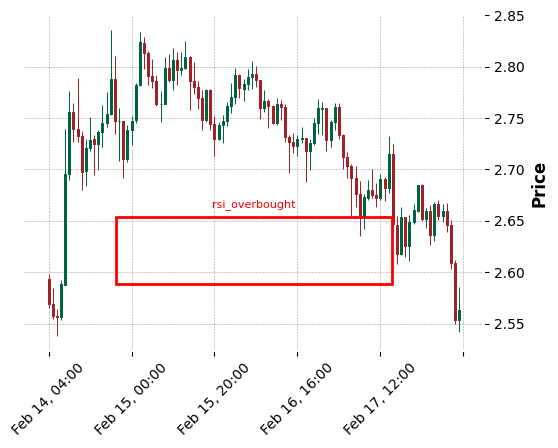 2.85
2.80
2.75
2.70
rsi_overbought
2.65
2.60
2.55
Price
Feb 14, 04:00
Feb 15, 00:00
Feb 15, 20:00
Feb 16, 16:00
Feb 17, 12:00